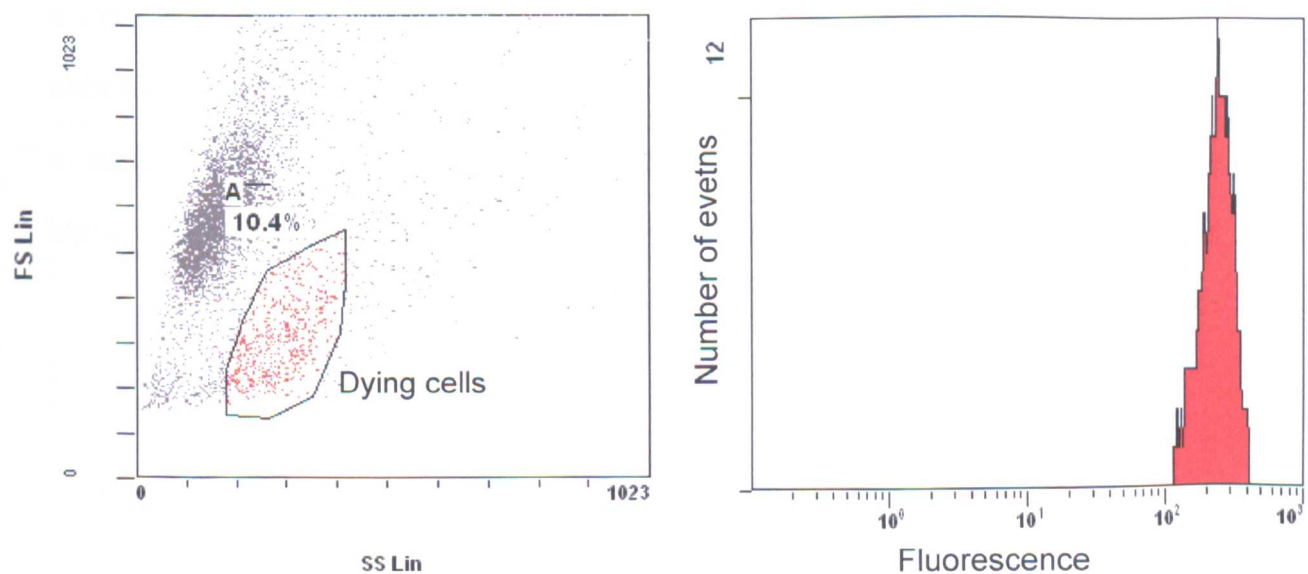 1023
FS Lin
0
A
10.4%
Dying cells
0
1023
SS Lin
12
Number of evetns
10⁰
10¹
10²
10³
Fluorescence